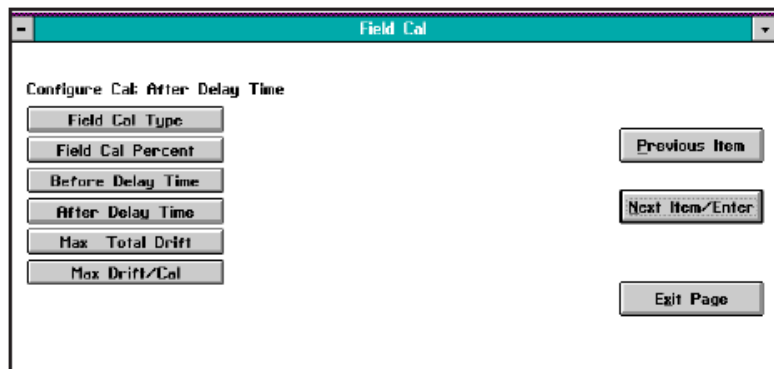 Field Cal
Configure Cal: After Delay Time
Field Cal Type
Field Cal Percent
Before Delay Time
After Delay Time
Max Total Drift
Max Drift/Cal
Previous Item
Next Item/Enter
Exit Page